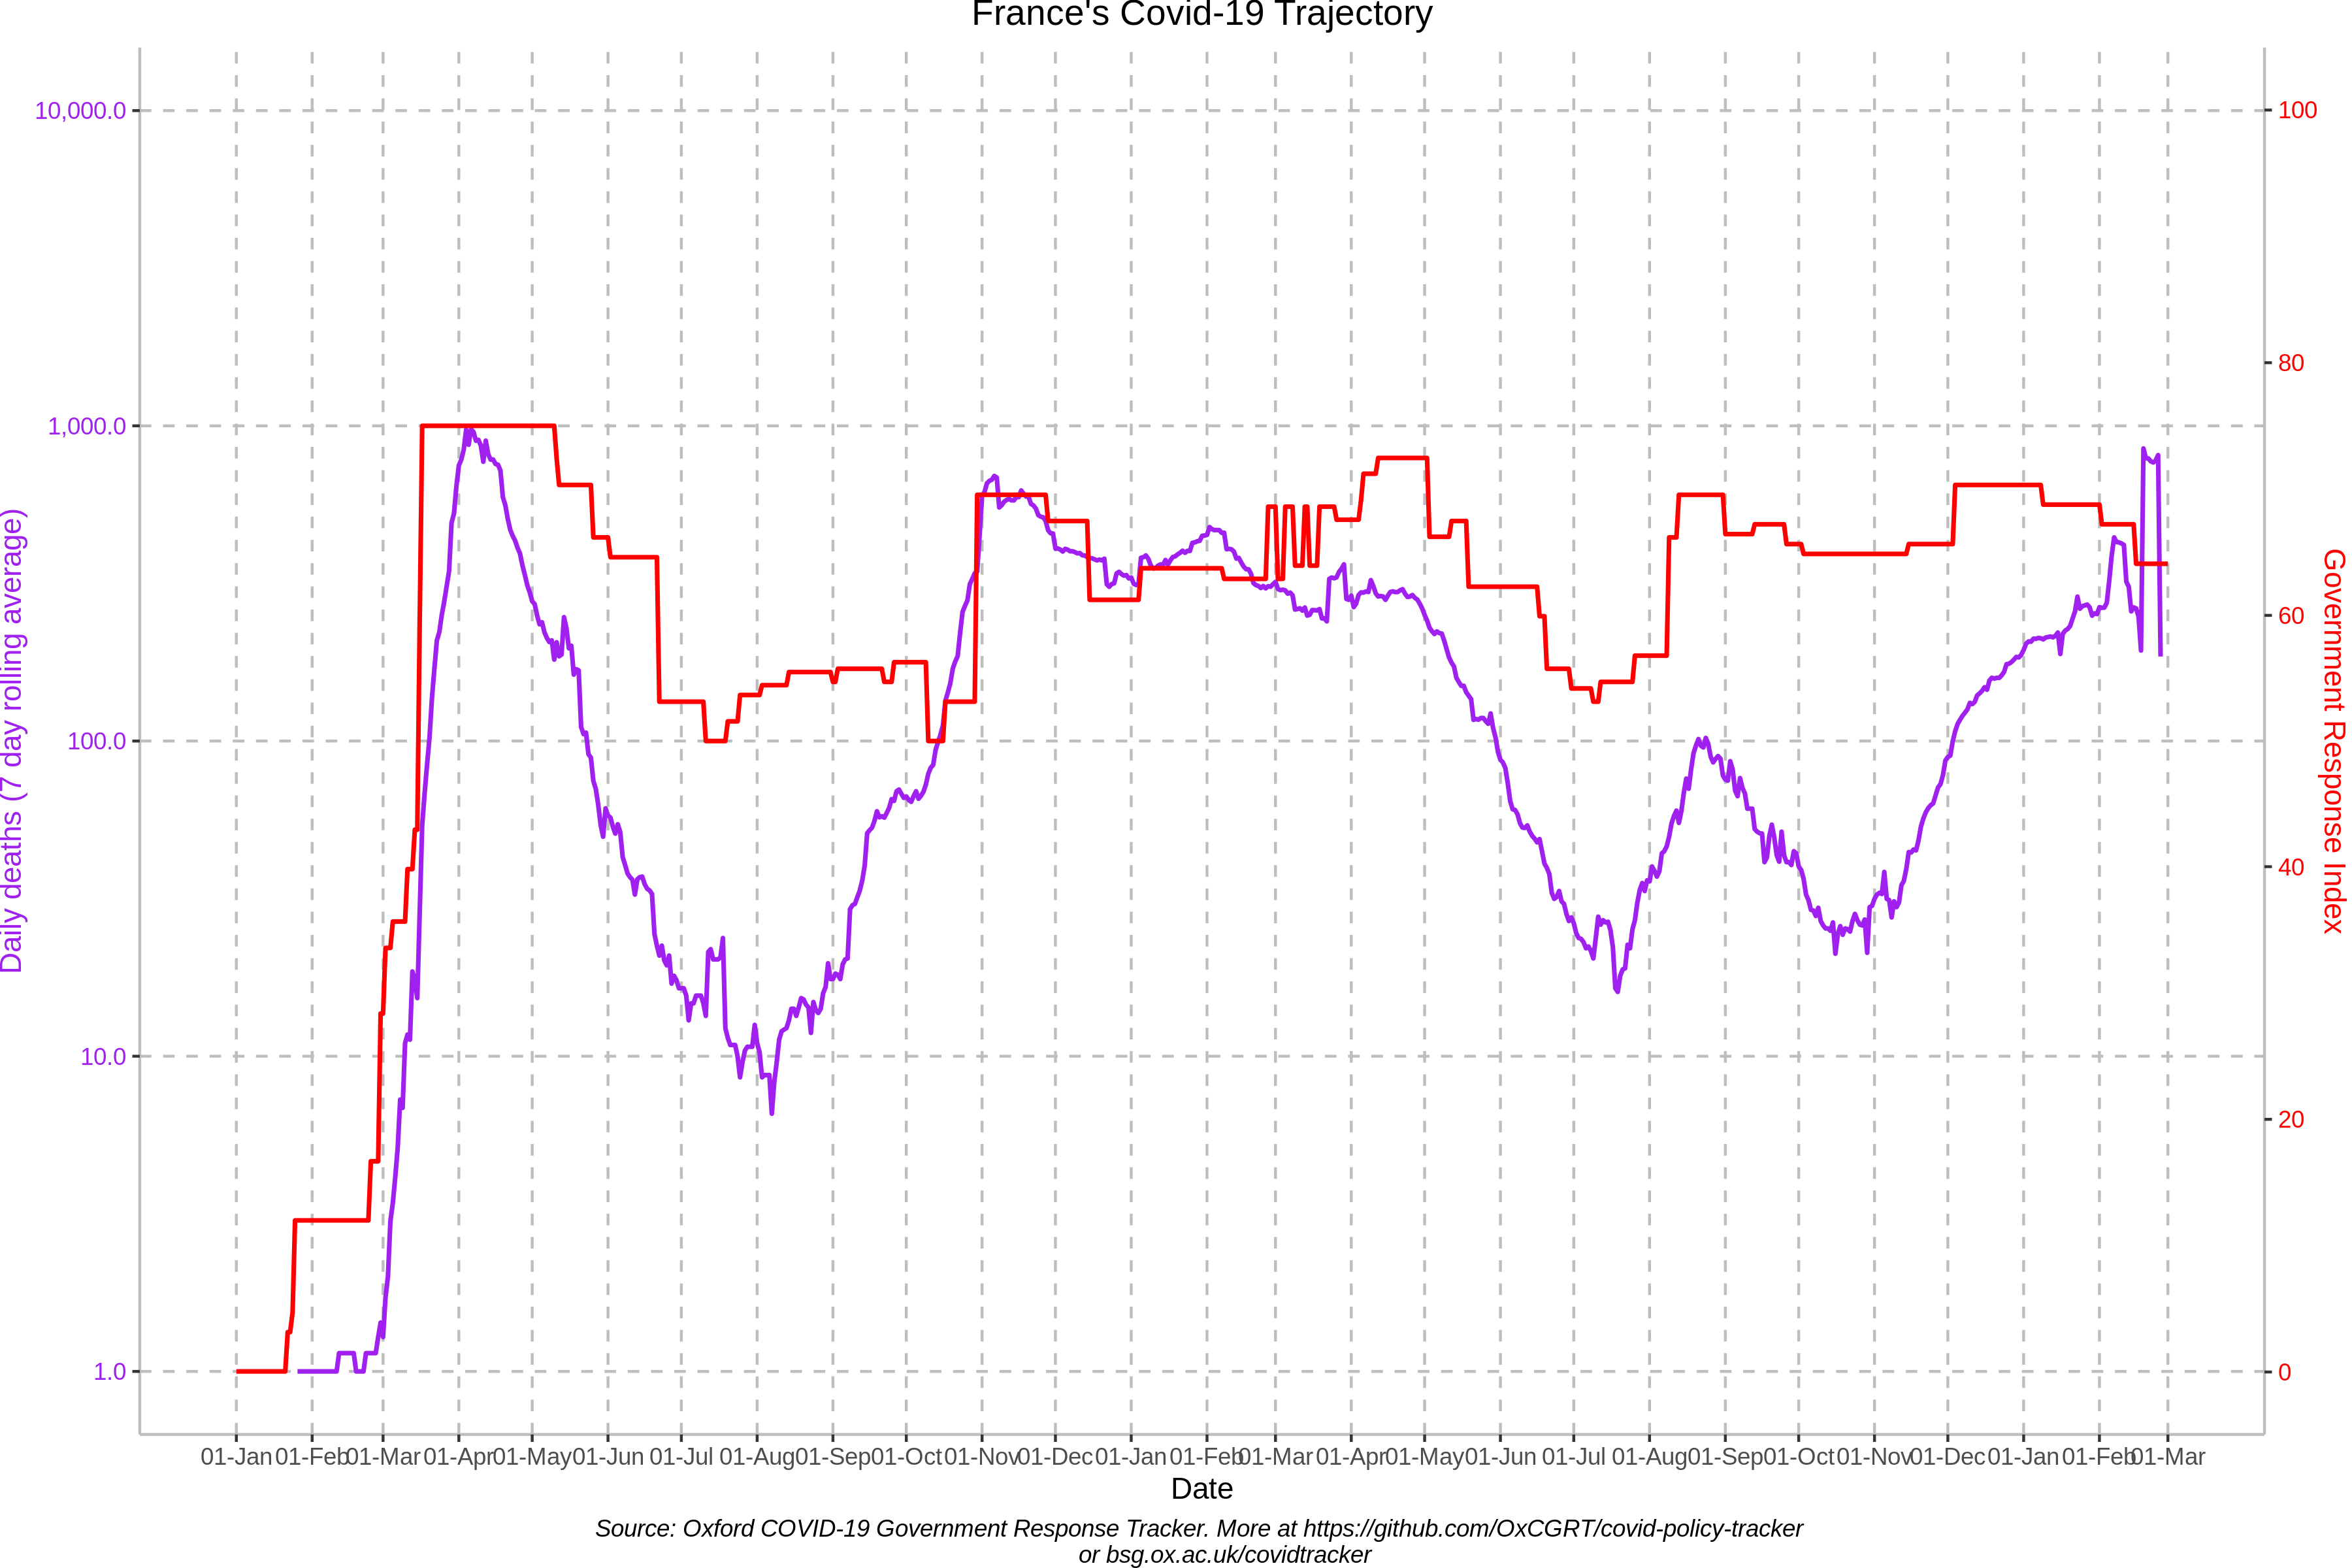 France's Covid-19 Trajectory
10,000.0
1,000.0
100.0
10.0
1.0
Daily deaths (7 day rolling average)
100
80
60
40
20
0
Government Response Index
01-Jan 01-Feb 01-Mar 01-Apr 01-May 01-Jun 01-Jul 01-Aug 01-Sep 01-Oct 01-Nov 01-Dec 01-Jan 01-Feb 01-Mar 01-Apr 01-May 01-Jun 01-Jul 01-Aug 01-Sep 01-Oct 01-Nov 01-Dec 01-Jan 01-Feb 01-Mar
Date
Source: Oxford COVID-19 Government Response Tracker. More at https://github.com/OxCGRT/covid-policy-tracker
or bsg.ox.ac.uk/covidtracker